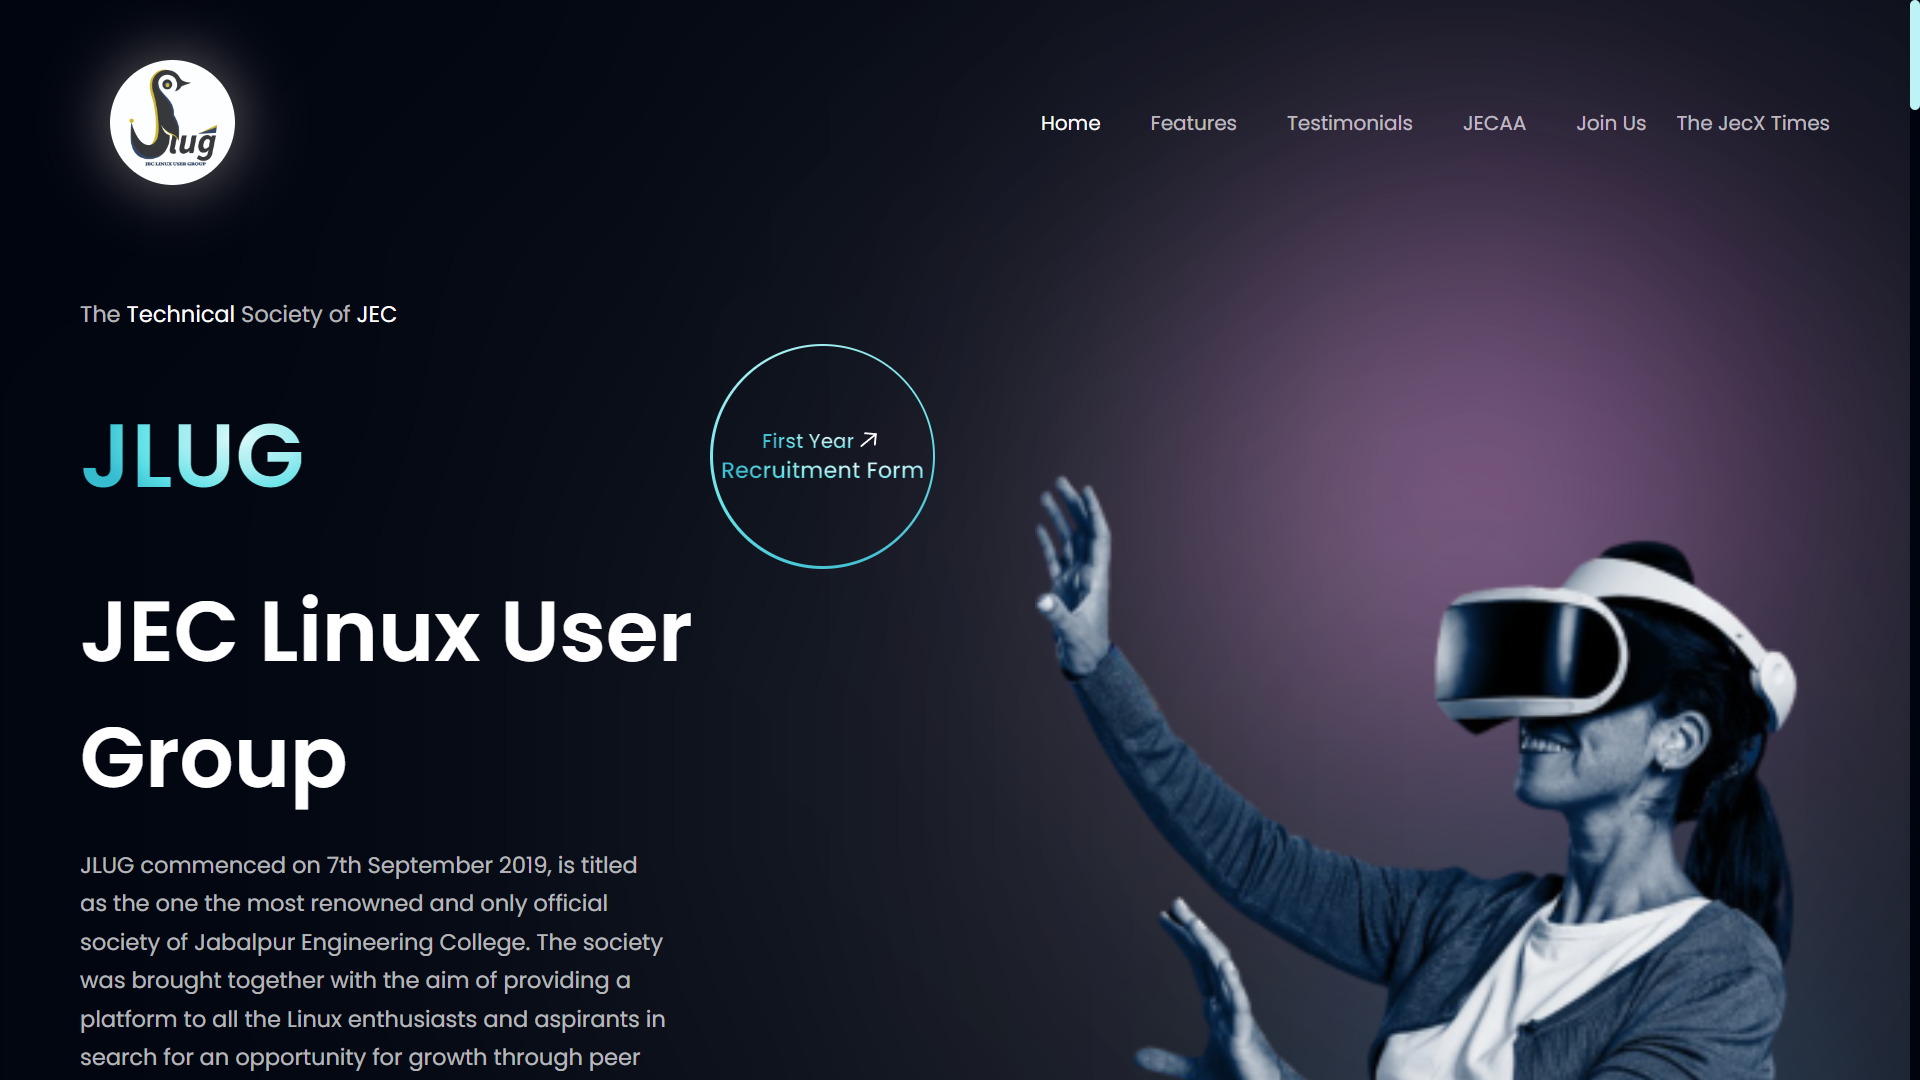 Jlug
JEC LINUX USER GROUP
Home Features Testimonials JECAA Join Us The JecX Times
The Technical Society of JEC
JLUG
First Year
Recruitment Form
JEC Linux User
Group
JLUG commenced on 7th September 2019, is titled
as the one the most renowned and only official
society of Jabalpur Engineering College. The society
was brought together with the aim of providing a
platform to all the Linux enthusiasts and aspirants in
search for an opportunity for growth through peer